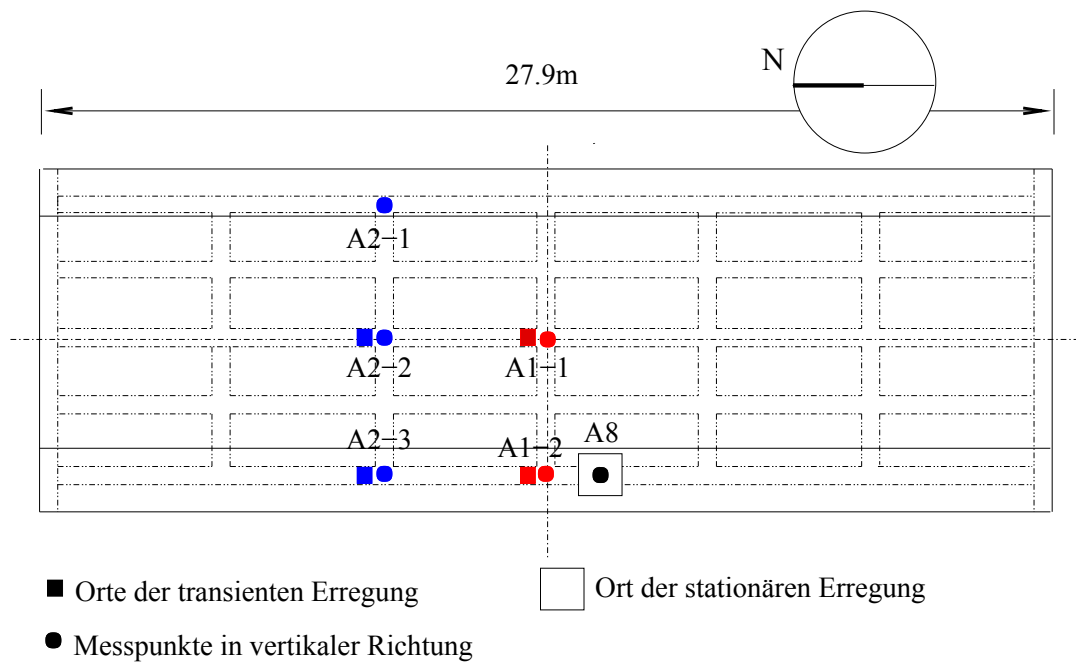 N
27.9m
A2−1
A2−2
A1−1
A2−3
A1−2
A8
Orte der transienten Erregung
Ort der stationären Erregung
Messpunkte in vertikaler Richtung